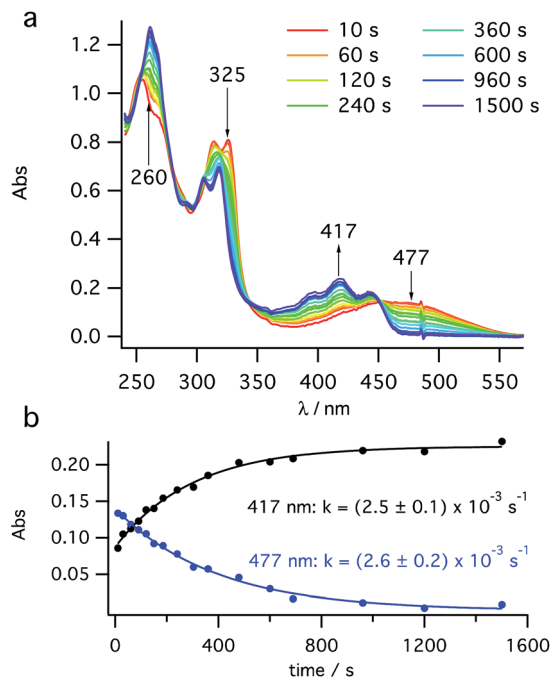 a
10 s 360 s
60 s 600 s
120 s 960 s
240 s 1500 s
325
260
417
477
Abs
1.2
1.0
0.8
0.6
0.4
0.2
0.0
250 300 350 400 450 500 550
λ / nm
b
Abs
0.20
0.15
0.10
0.05
417 nm: k = (2.5 ± 0.1) x 10⁻³ s⁻¹
477 nm: k = (2.6 ± 0.2) x 10⁻³ s⁻¹
0 400 800 1200 1600
time / s